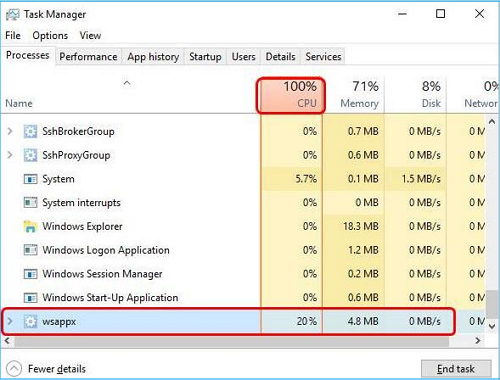 Task Manager
File Options View
Processes Performance App history Startup Users Details Services
100% 71% 8% 0%
Name CPU Memory Disk Networ
SshBrokerGroup 0% 0.7 MB 0 MB/s 0 M
SshProxyGroup 0% 0.6 MB 0 MB/s 0 M
System 5.7% 0.1 MB 1.5 MB/s 0 M
System interrupts 0% 0 MB 0 MB/s 0 M
Windows Explorer 0% 18.3 MB 0 MB/s 0 M
Windows Logon Application 0% 1.2 MB 0 MB/s 0 M
Windows Session Manager 0% 0.2 MB 0 MB/s 0 M
Windows Start-Up Application 0% 0.6 MB 0 MB/s 0 M
wsappx 20% 4.8 MB 0 MB/s 0 M
Fewer details End task